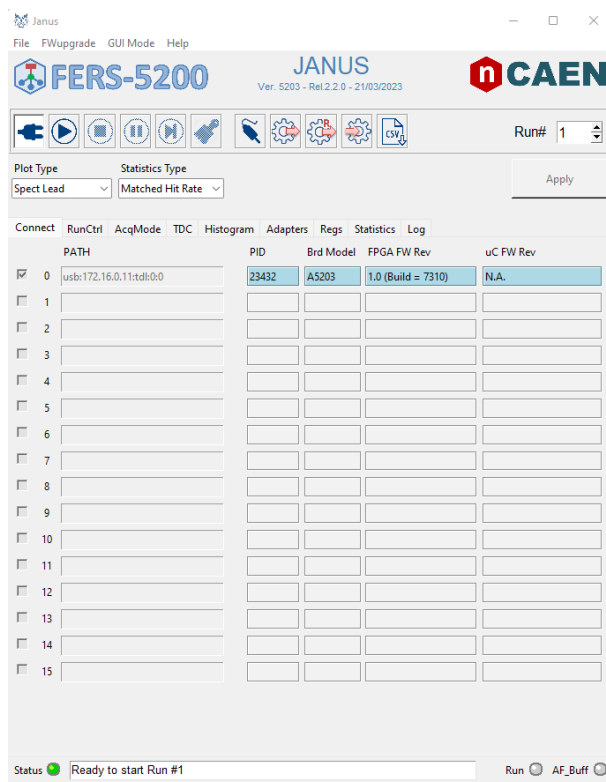 Janus
File FWupgrade GUI Mode Help
FERS-5200
JANUS
Ver. 5203 - Rel.2.2.0 - 21/03/2023
n CAEN
R
CSV
Run# 1
Plot Type
Statistics Type
Spect Lead
Matched Hit Rate
Apply
Connect RunCtrl AcqMode TDC Histogram Adapters Regs Statistics Log
PATH PID Brd Model FPGA FW Rev uC FW Rev
0 usb:172.16.0.11:tdl:0:0 23432 A5203 1.0 (Build = 7310) N.A.
1
2
3
4
5
6
7
8
9
10
11
12
13
14
15
Status Ready to start Run #1 Run AF_Buff